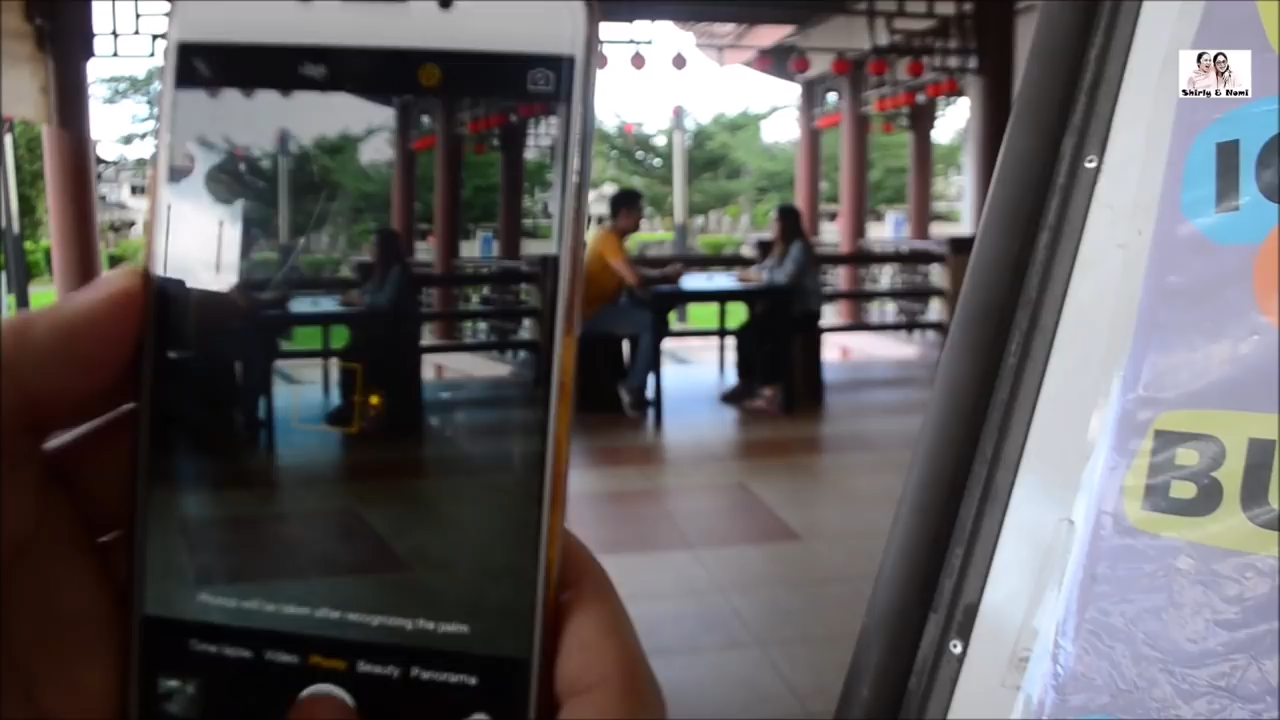 Shirly & Nomi
BU
Photos will be taken after recognizing the palm
Time-lapse Video Photo Beauty Panorama